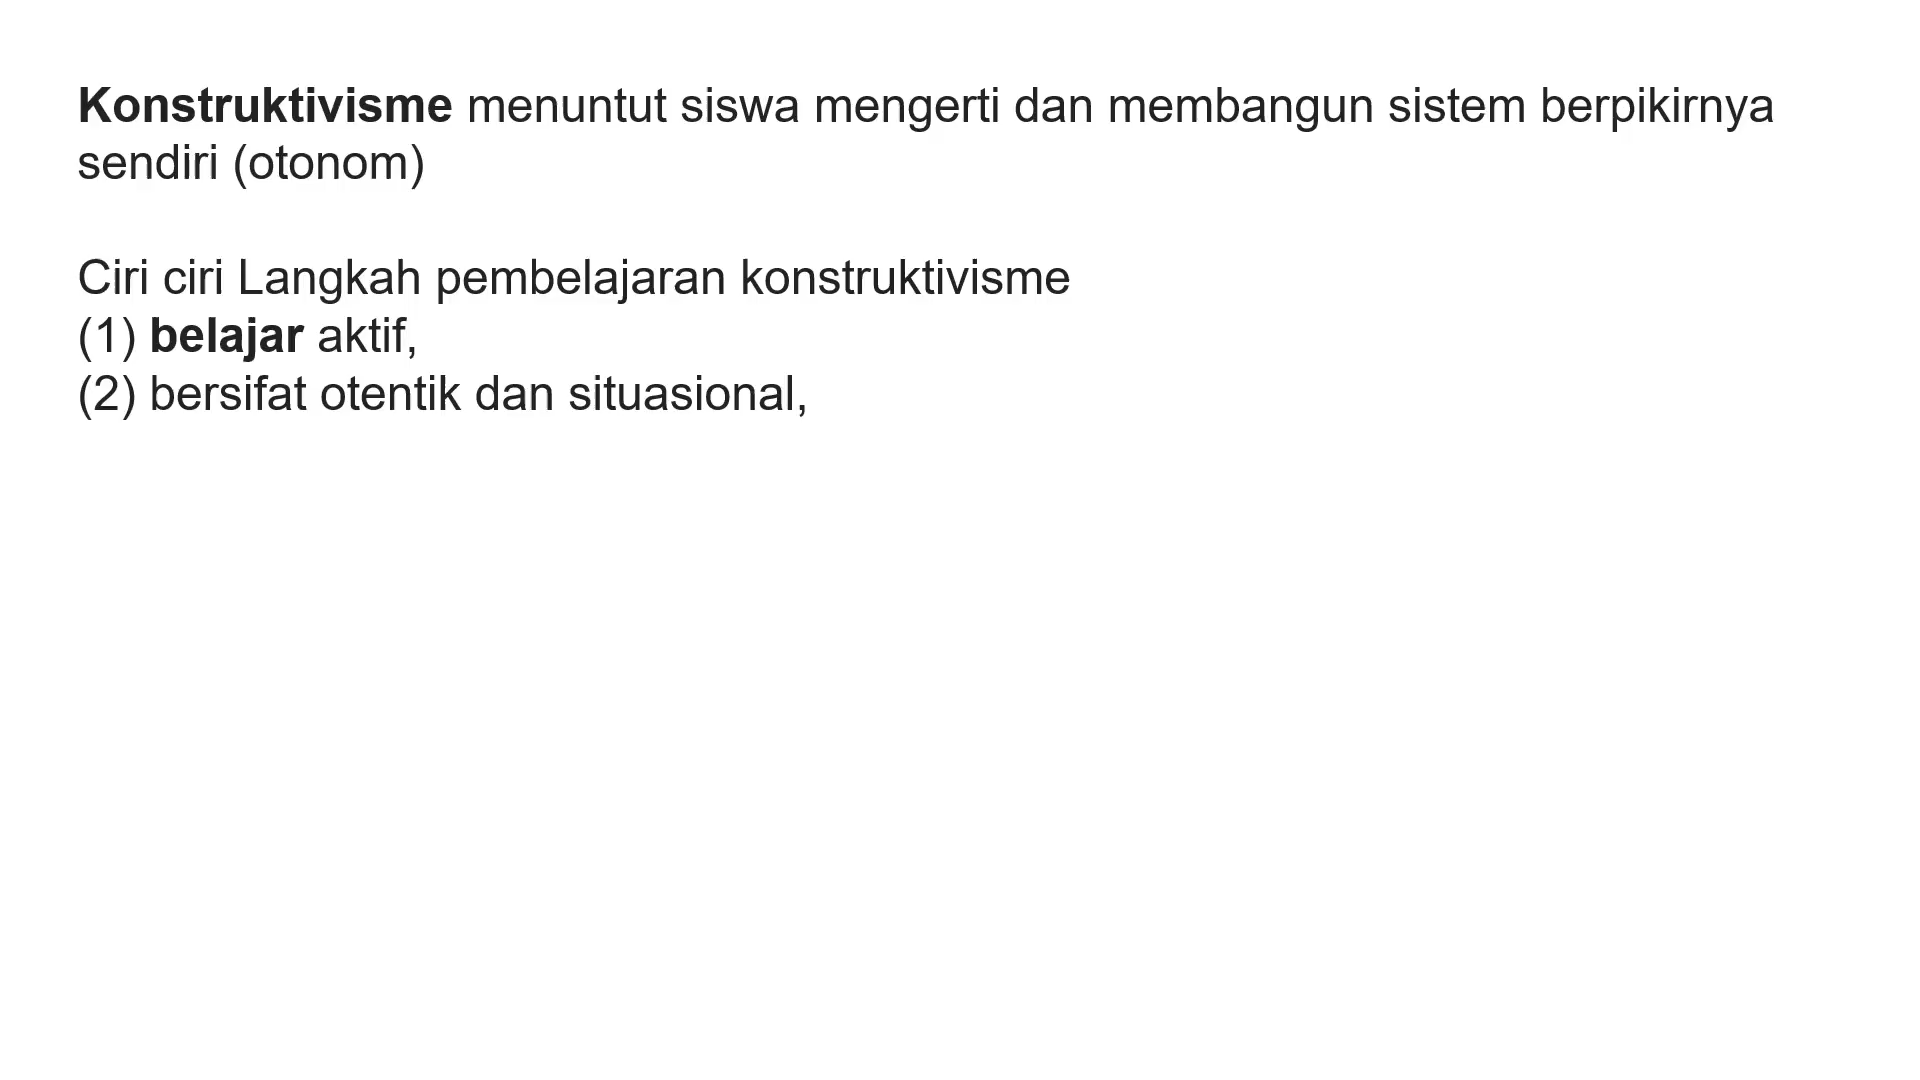 Konstruktivisme menuntut siswa mengerti dan membangun sistem berpikirnya
sendiri (otonom)
Ciri ciri Langkah pembelajaran konstruktivisme
(1) belajar aktif,
(2) bersifat otentik dan situasional,